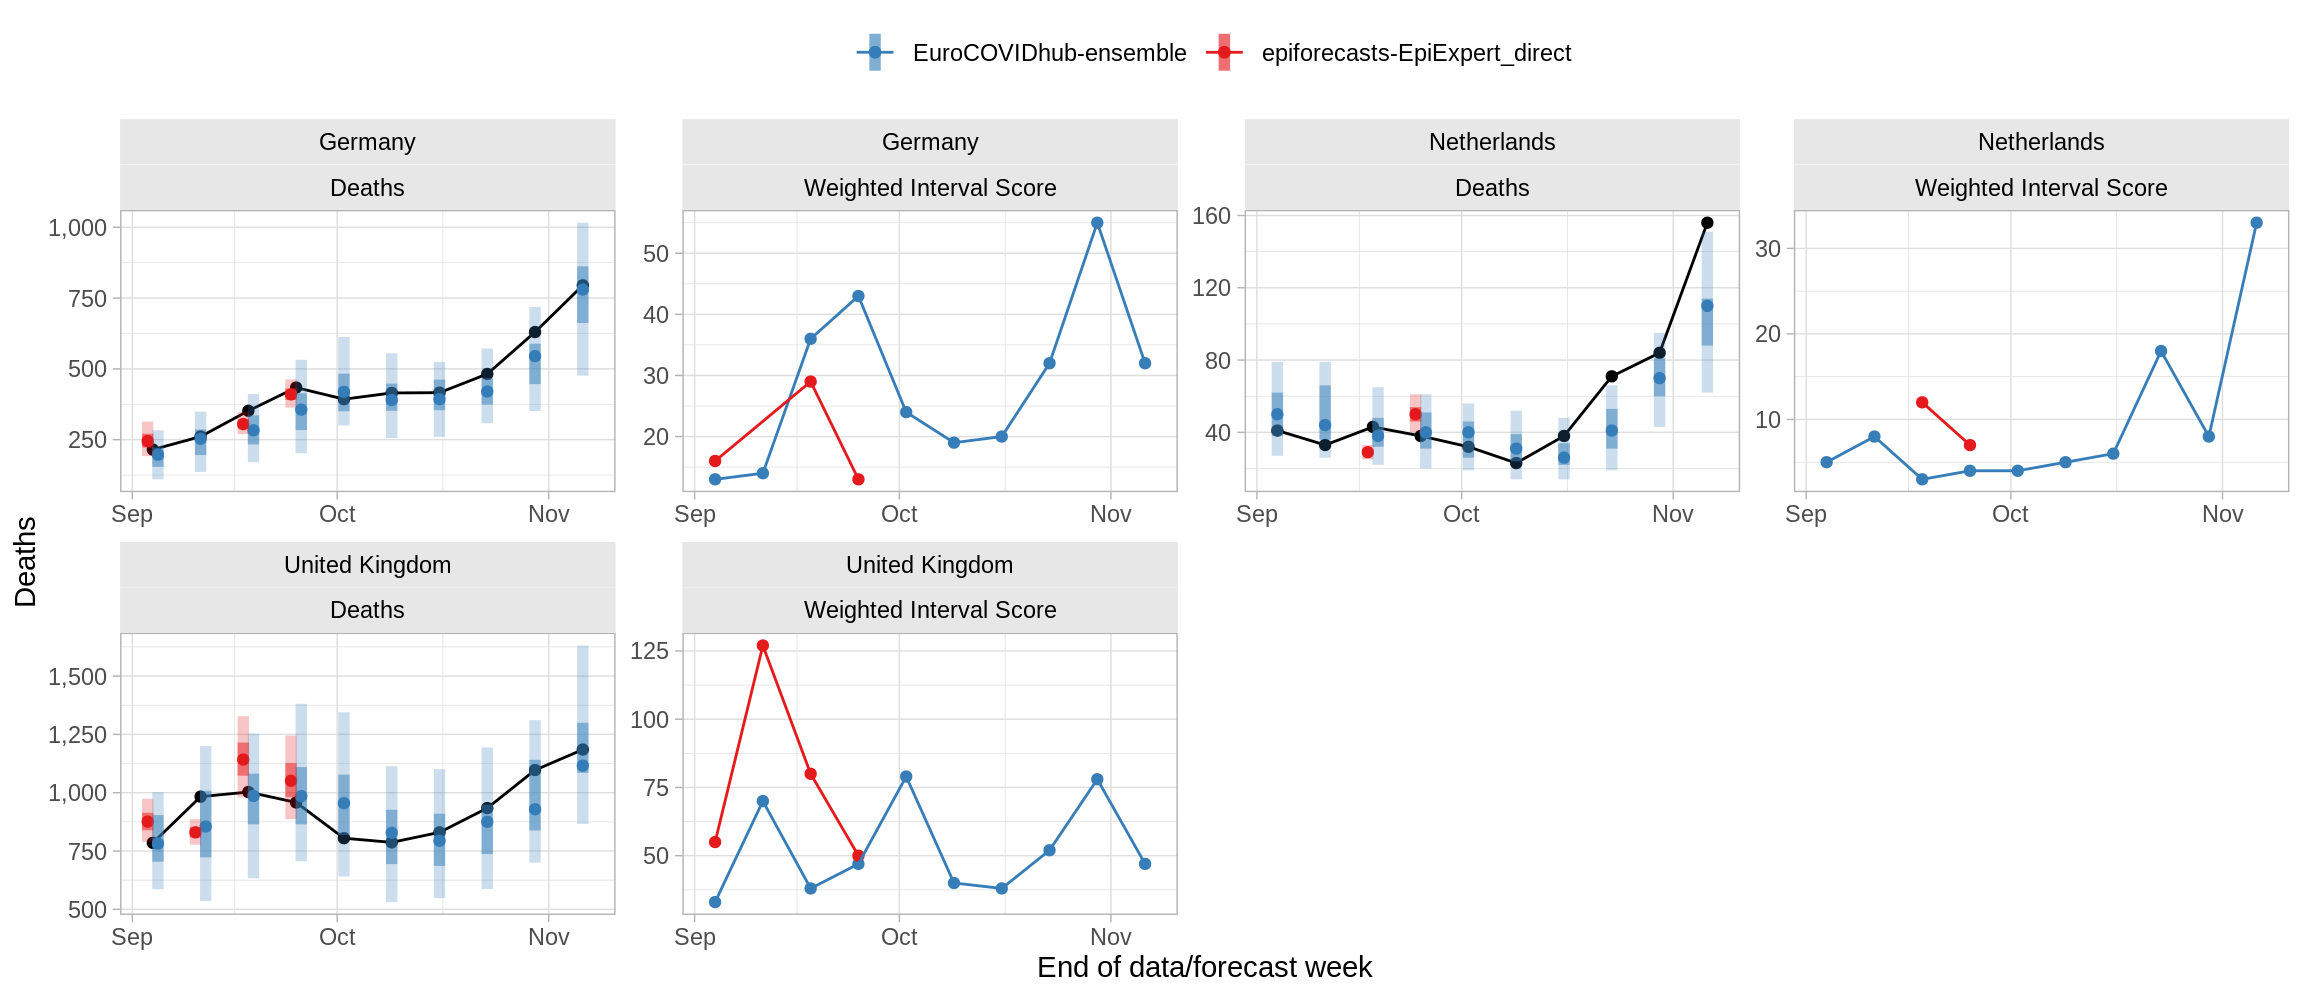 EuroCOVIDhub-ensemble epiforecasts-EpiExpert_direct
Germany
Deaths
1,000
750
500
250
Sep Oct Nov
Germany
Weighted Interval Score
50
40
30
20
Sep Oct Nov
Netherlands
Deaths
160
120
80
40
Sep Oct Nov
Netherlands
Weighted Interval Score
30
20
10
Sep Oct Nov
Deaths
United Kingdom
Deaths
1,500
1,250
1,000
750
500
Sep Oct Nov
United Kingdom
Weighted Interval Score
125
100
75
50
Sep Oct Nov
End of data/forecast week